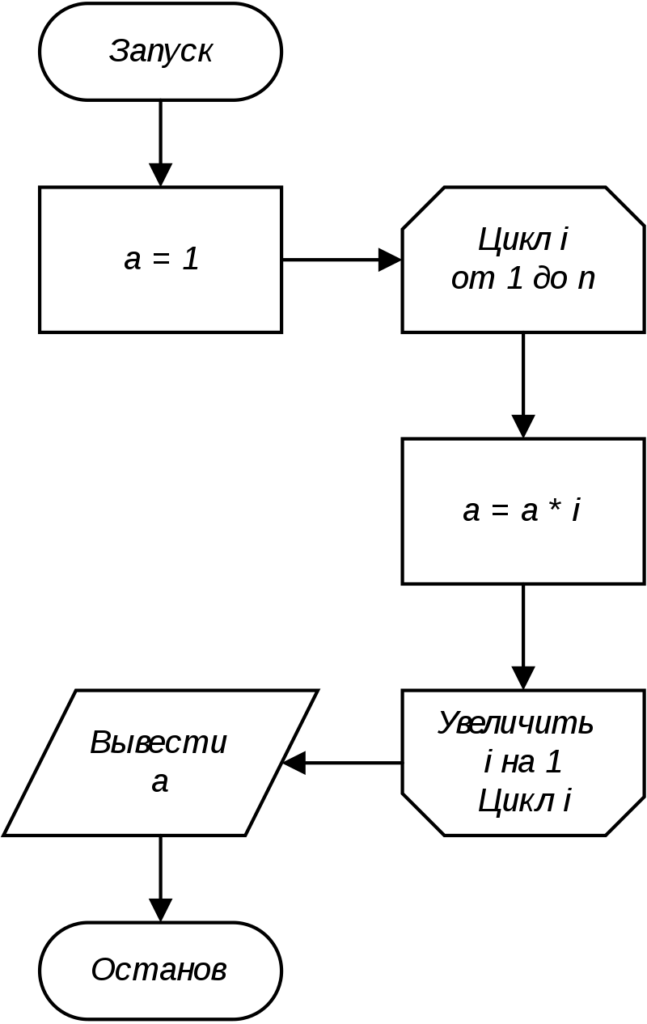 Запуск
a = 1
Цикл i
от 1 до n
a = a * i
Увеличить
i на 1
Цикл i
Вывести
a
Останов